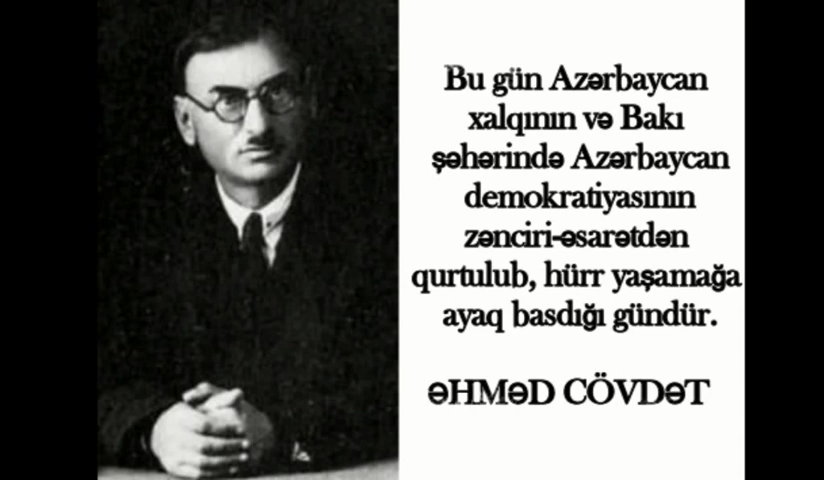 Bu gün Azərbaycan
xalqının və Bakı
şəhərində Azərbaycan
demokratiyasının
zənciri-əsarətdən
qurtulub, hürr yaşamağa
ayaq basdığı gündür.
ƏHMƏD CÖVDƏT